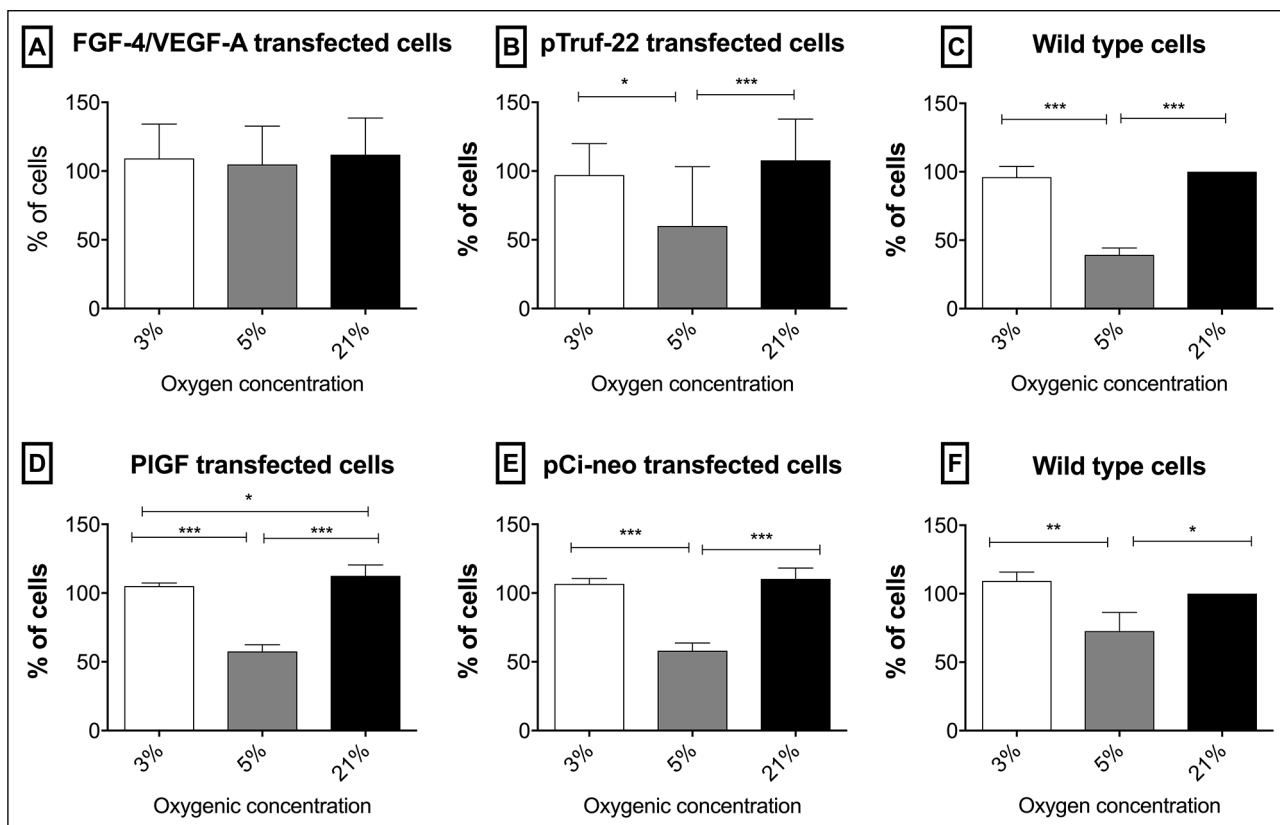 A FGF-4/VEGF-A transfected cells
% of cells
150
100
50
0
3% 5% 21%
Oxygen concentration
B pTruf-22 transfected cells
* ***
% of cells
150
100
50
0
3% 5% 21%
Oxygen concentration
C Wild type cells
*** ***
% of cells
150
100
50
0
3% 5% 21%
Oxygenic concentration
D PlGF transfected cells
*
*** ***
% of cells
150
100
50
0
3% 5% 21%
Oxygenic concentration
E pCi-neo transfected cells
*** ***
% of cells
150
100
50
0
3% 5% 21%
Oxygenic concentration
F Wild type cells
** *
% of cells
150
100
50
0
3% 5% 21%
Oxygen concentration